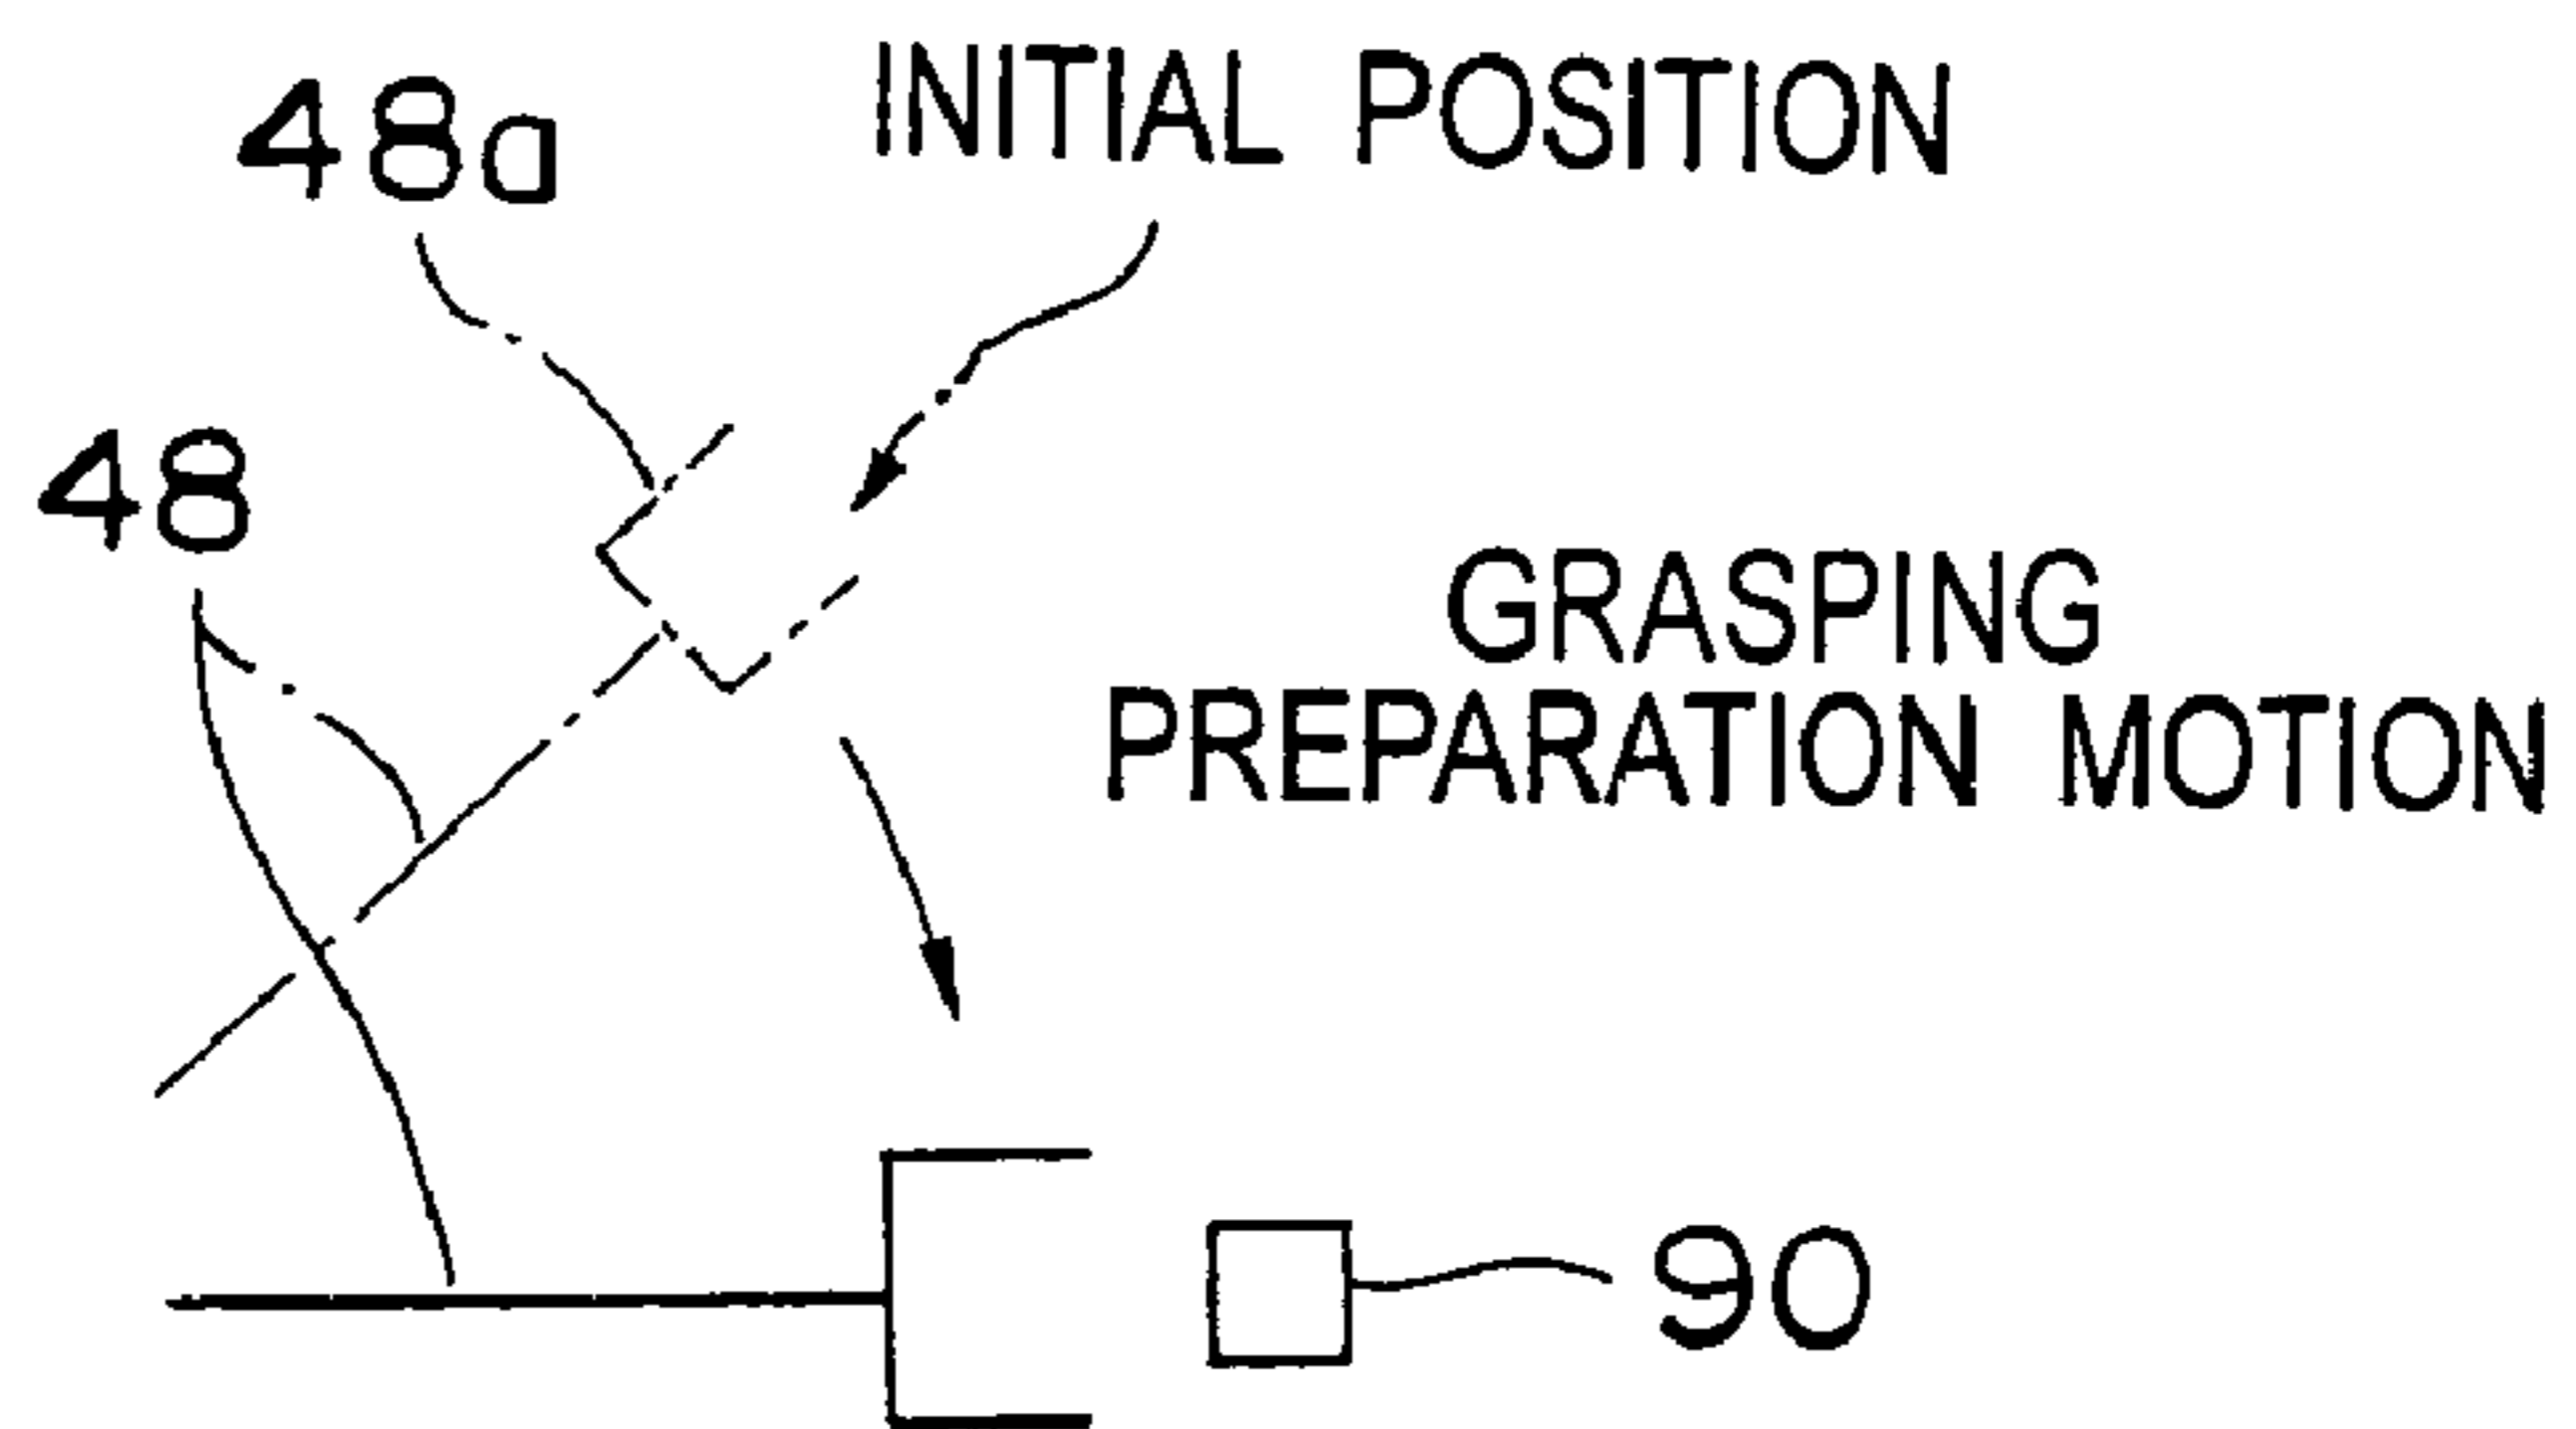 48a
INITIAL POSITION
48
GRASPING
PREPARATION MOTION
90